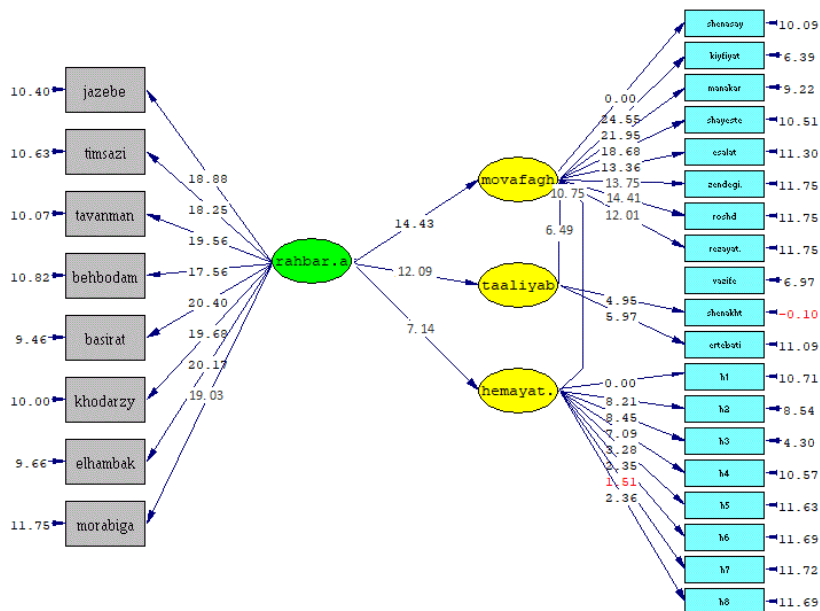 10.40 jazebe
10.63 timsazi
10.07 tavanman
10.82 behbodam
9.46 basirat
10.00 khodarzy
9.66 elhambak
11.75 morabiga
18.88
18.25
19.56
17.56
20.40
19.68
20.17
19.03
rahbar.a
14.43
12.09
7.14
movafagh
taaliyab
hemayat.
10.75
6.49
0.00
24.55
21.95
18.68
13.36
13.75
14.41
12.01
4.95
5.97
0.00
8.21
8.45
7.09
3.28
2.35
1.51
2.36
shenasay 10.09
kiyfiyat 6.39
manakar 9.22
shayeste 10.51
esalat 11.30
zendegi. 11.75
roshd 11.75
rezayat. 11.75
vazife 6.97
shenakht -0.10
ertebati 11.09
h1 10.71
h2 8.54
h3 4.30
h4 10.57
h5 11.63
h6 11.69
h7 11.72
h8 11.69